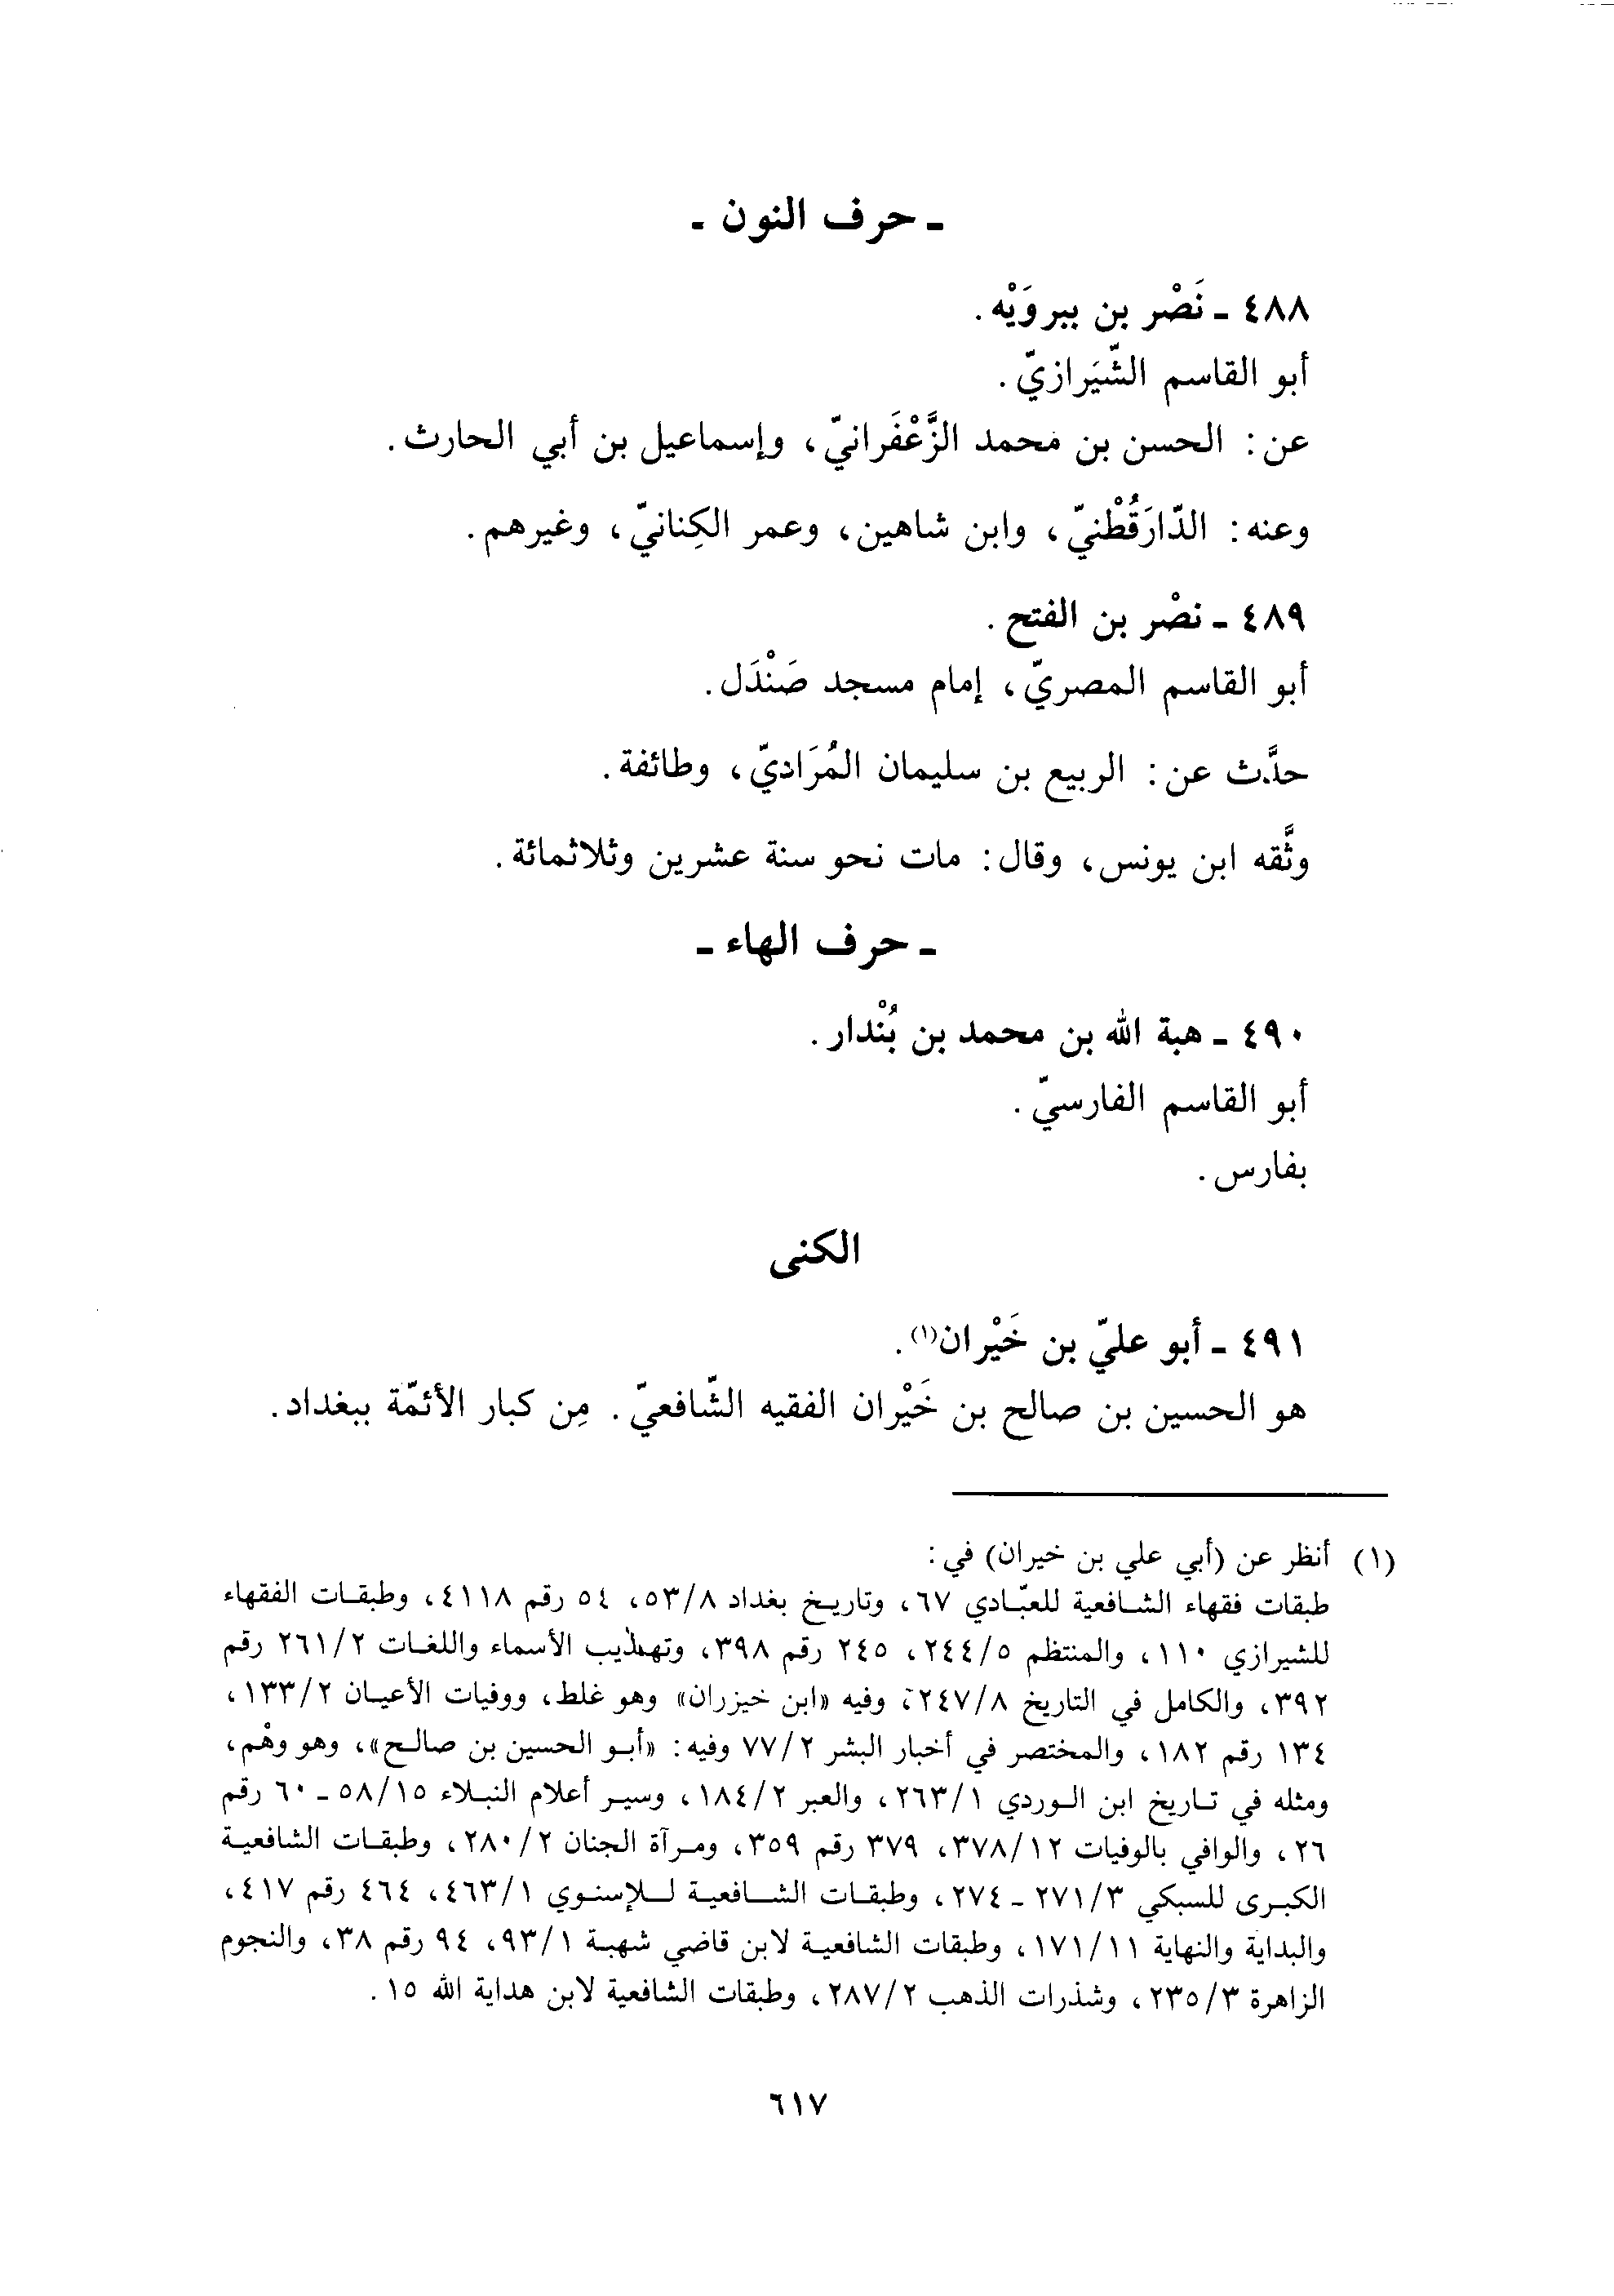 ـ حرف النون ـ
٤٨٨ ـ نَصْر بن ببروَيْه.
أبو القاسم الشّيَرازيّ.
عن: الحسن بن محمد الزَّعْفَرانيّ، وإسماعيل بن أبي الحارث.
وعنه: الدّارَقُطْنيّ، وابن شاهين، وعمر الكِنانيّ، وغيرهم.
٤٨٩ ـ نصْر بن الفتح.
أبو القاسم المصريّ، إمام مسجد صَنْدَل.
حدَّث عن: الربيع بن سليمان المُرَاديّ، وطائفة.
وثَّقه ابن يونس، وقال: مات نحو سنة عشرين وثلاثمائة.
ـ حرف الهاء ـ
٤٩٠ ـ هبة الله بن محمد بن بُنْدار.
أبو القاسم الفارسيّ.
بفارس.
الكنى
٤٩١ ـ أبو عليّ بن خَيْران(١).
هو الحسين بن صالح بن خَيْران الفقيه الشّافعيّ. مِن كبار الأئمّة ببغداد.
(١) أنظر عن (أبي علي بن خيران) في:
طبقات فقهاء الشافعية للعبّادي ٦٧، وتاريخ بغداد ٥٣/٨، ٥٤ رقم ٤١١٨، وطبقات الفقهاء
للشيرازي ١١٠، والمنتظم ٢٤٤/٥، ٢٤٥ رقم ٣٩٨، وتهذيب الأسماء واللغات ٢٦١/٢ رقم
٣٩٢، والكامل في التاريخ ٢٤٧/٨، وفيه «ابن خيزران» وهو غلط، ووفيات الأعيان ١٣٣/٢،
١٣٤ رقم ١٨٢، والمختصر في أخبار البشر ٧٧/٢ وفيه: «أبو الحسين بن صالح»، وهو وهْم،
ومثله في تاريخ ابن الوردي ٢٦٣/١، والعبر ١٨٤/٢، وسير أعلام النبلاء ٥٨/١٥ ـ ٦٠ رقم
٢٦، والوافي بالوفيات ٣٧٨/١٢، ٣٧٩ رقم ٣٥٩، ومرآة الجنان ٢٨٠/٢، وطبقات الشافعية
الكبرى للسبكي ٢٧١/٣ ـ ٢٧٤، وطبقات الشافعية للإسنوي ٤٦٣/١، ٤٦٤ رقم ٤١٧،
والبداية والنهاية ١٧١/١١، وطبقات الشافعية لابن قاضي شهبة ٩٣/١، ٩٤ رقم ٣٨، والنجوم
الزاهرة ٢٣٥/٣، وشذرات الذهب ٢٨٧/٢، وطبقات الشافعية لابن هداية الله ١٥.
٦١٧